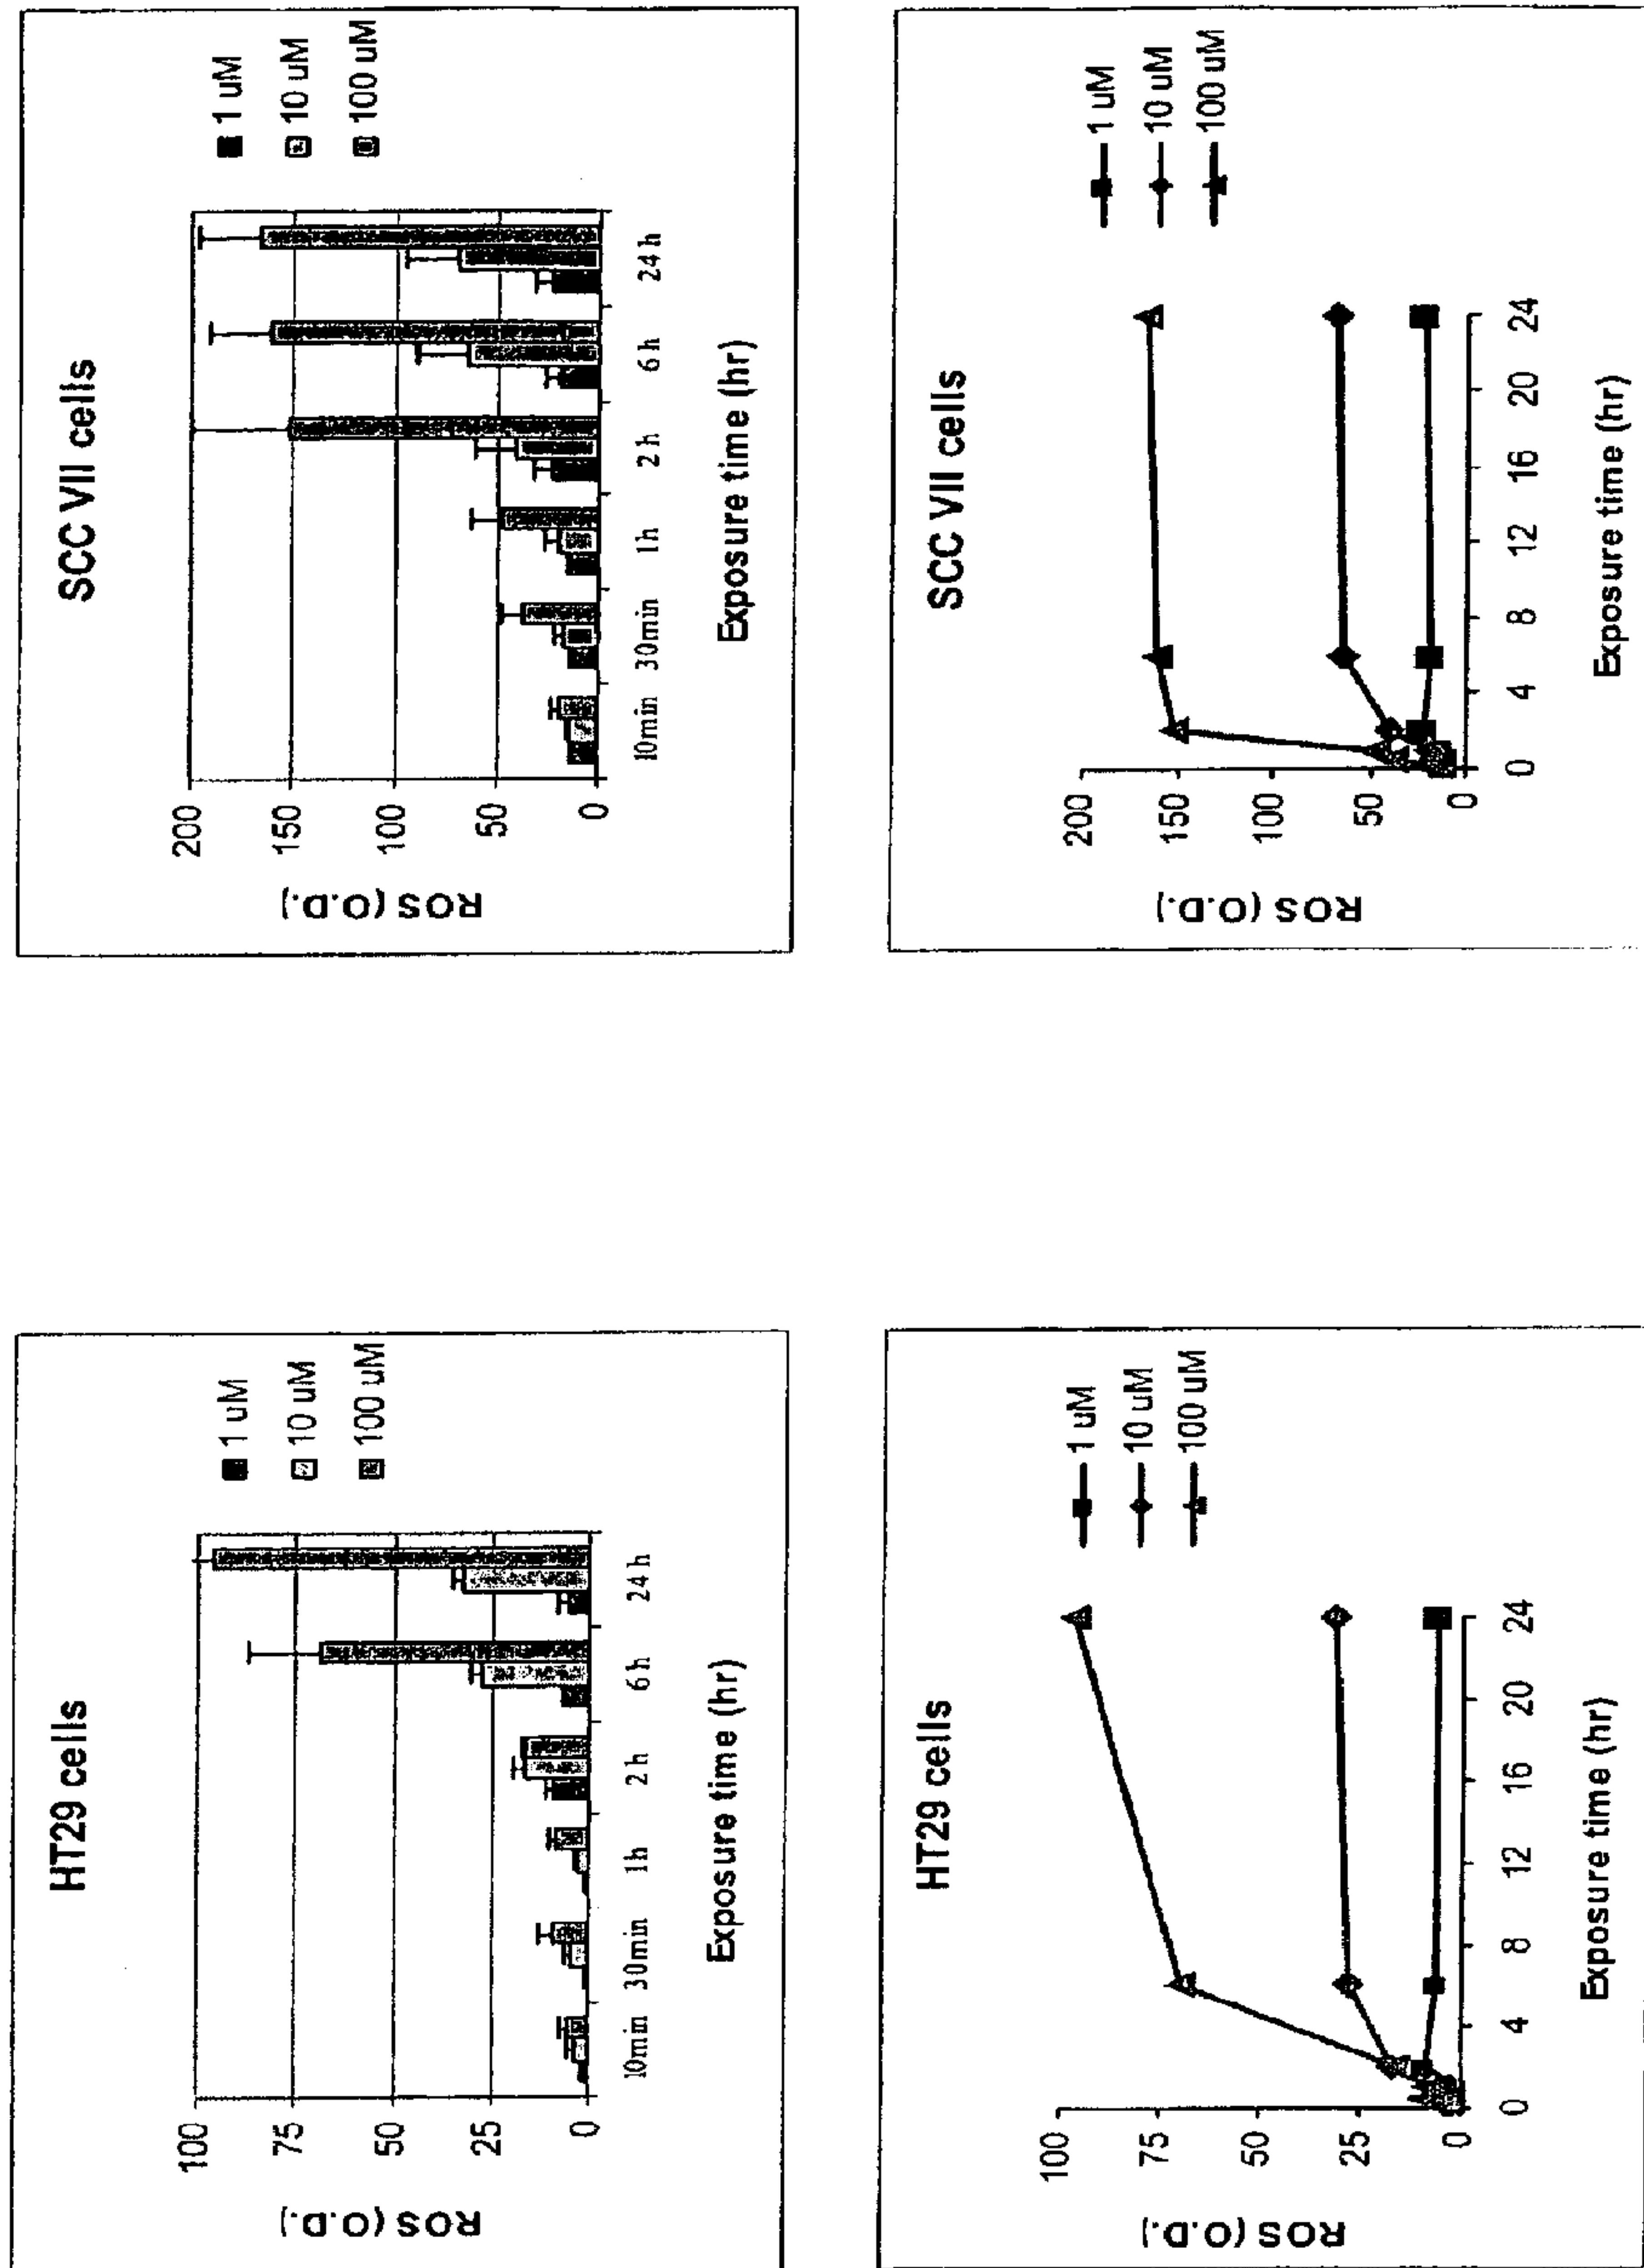 HT29 cells
ROS (O.D.)
100
75
50
25
0
10min 30min 1h 2h 6h 24h
Exposure time (hr)
1 uM
10 uM
100 uM
SCC VII cells
ROS (O.D.)
200
150
100
50
0
10min 30min 1h 2h 6h 24h
Exposure time (hr)
1 uM
10 uM
100 uM
HT29 cells
ROS (O.D.)
100
75
50
25
0
0 4 8 12 16 20 24
Exposure time (hr)
1 uM
10 uM
100 uM
SCC VII cells
ROS (O.D.)
200
150
100
50
0
0 4 8 12 16 20 24
Exposure time (hr)
1 uM
10 uM
100 uM